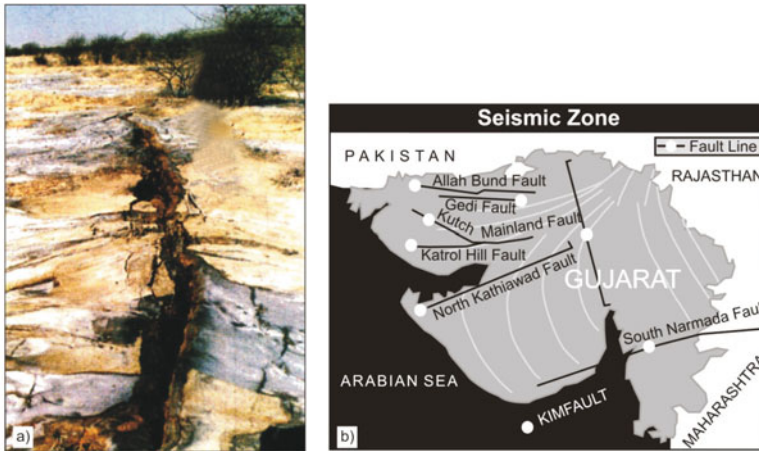 a)
Seismic Zone
Fault Line
PAKISTAN
RAJASTHAN
Allah Bund Fault
Gedi Fault
Kutch Mainland Fault
Katrol Hill Fault
GUJARAT
North Kathiawad Fault
South Narmada Fault
ARABIAN SEA
KIMFAULT
MAHARASHTRA
b)